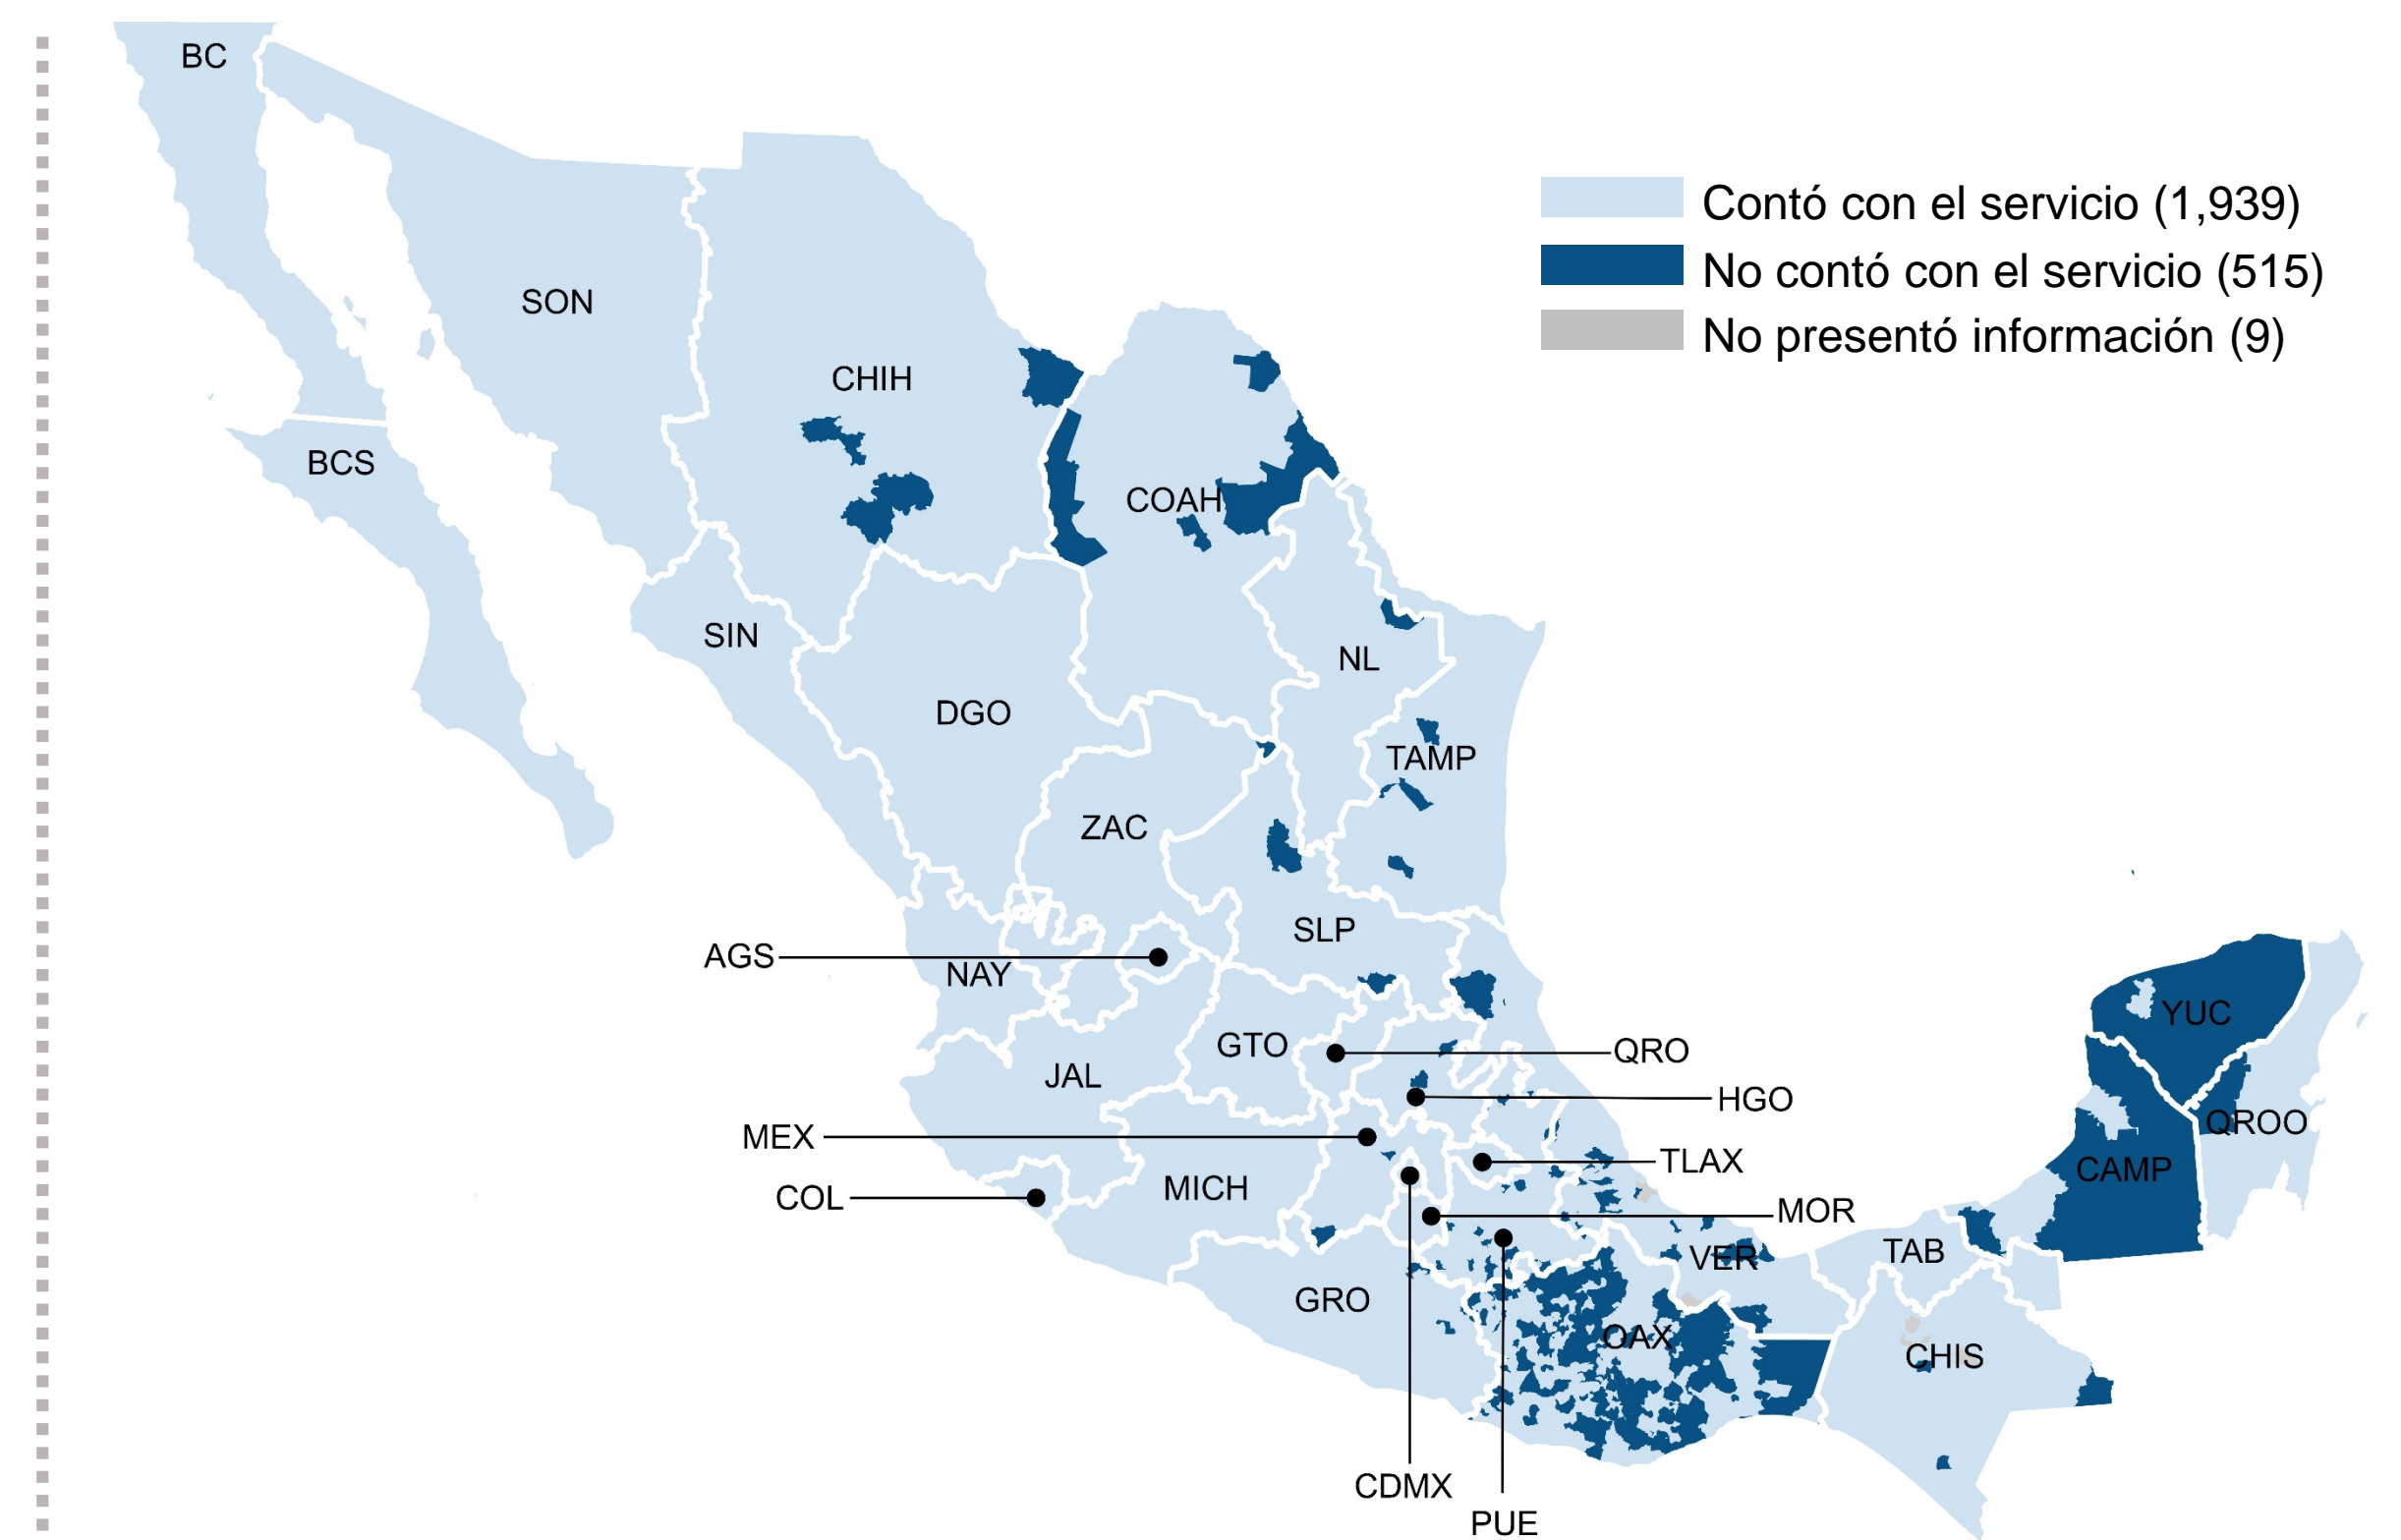 BC
Contó con el servicio (1,939)
No contó con el servicio (515)
No presentó información (9)
SON
CHIH
BCS
COAH
SIN
NL
DGO
TAMP
ZAC
SLP
AGS
NAY
YUC
GTO
QRO
JAL
HGO
QROO
MEX
TLAX
CAMP
MICH
COL
MOR
VER
TAB
GRO
OAX
CHIS
CDMX
PUE